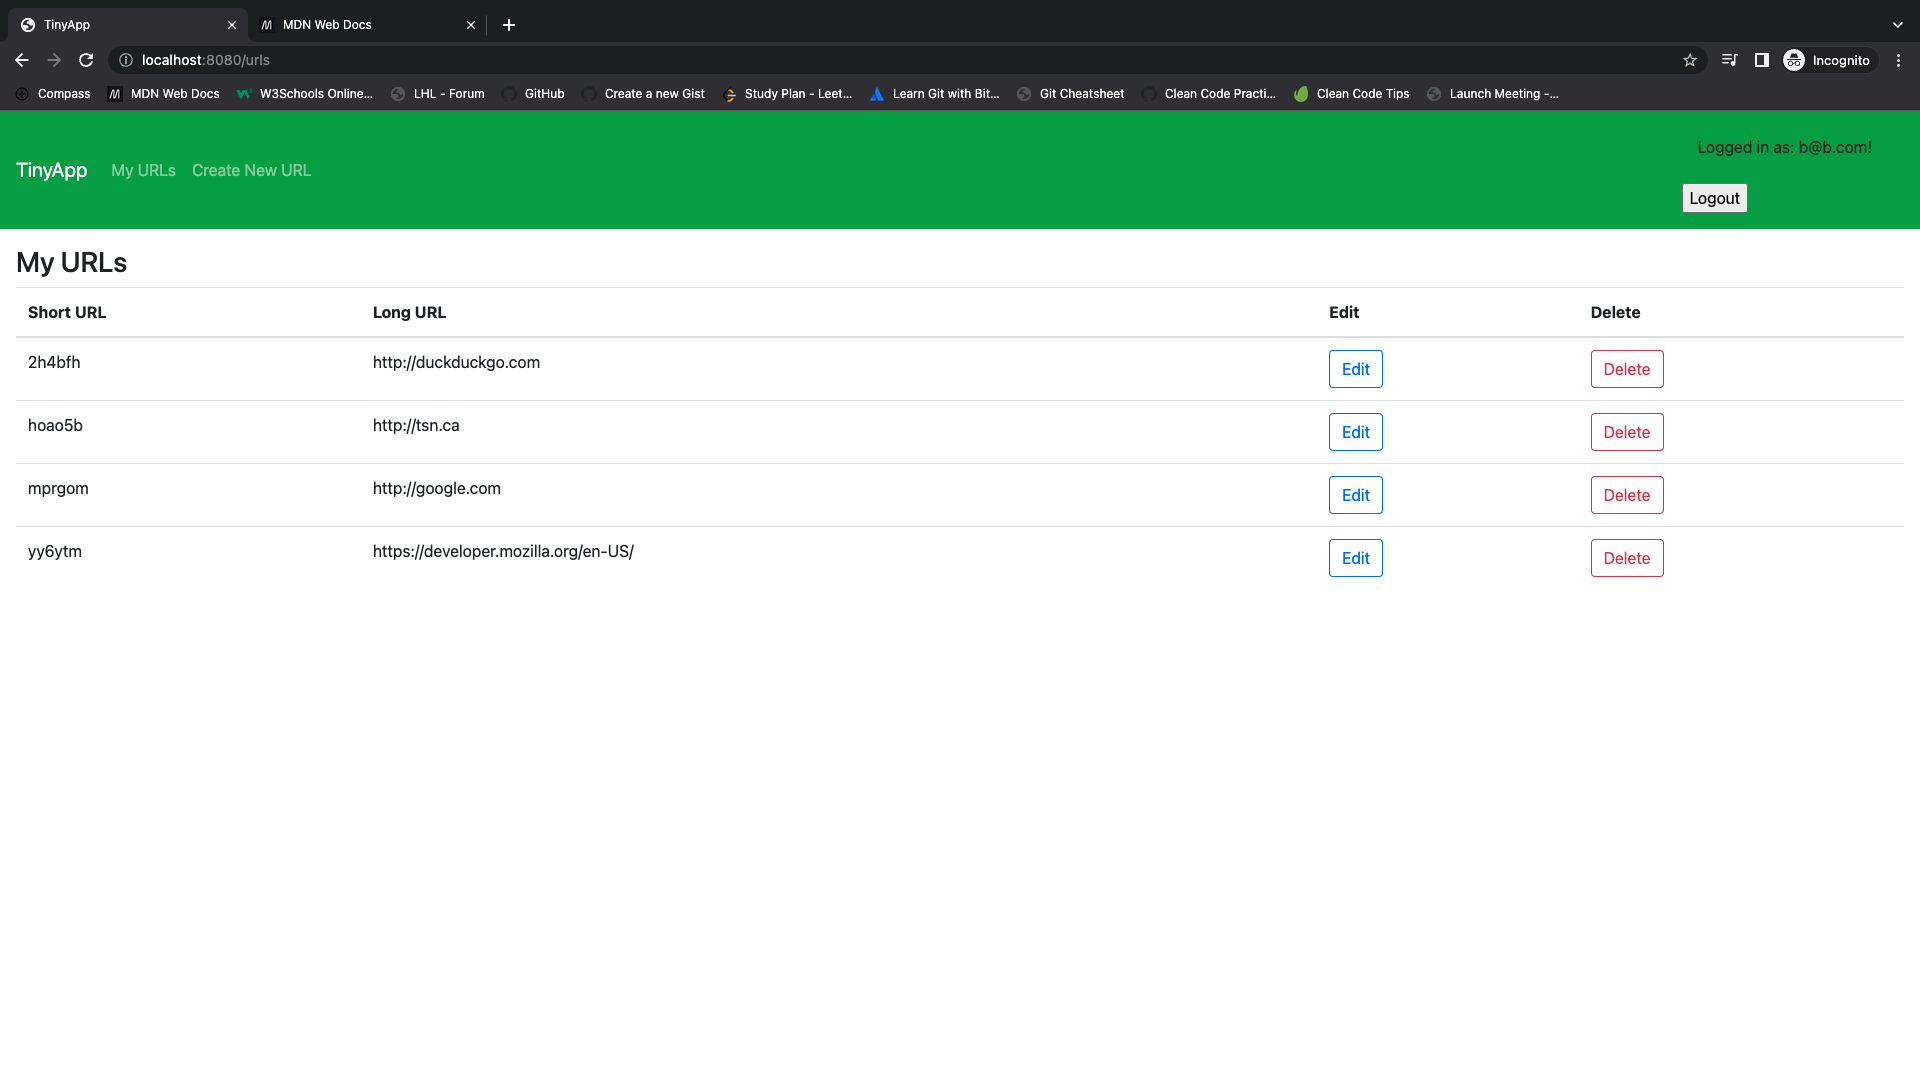 TinyApp
MDN Web Docs
localhost:8080/urls
Incognito
Compass
MDN Web Docs
W3Schools Online...
LHL - Forum
GitHub
Create a new Gist
Study Plan - Leet...
Learn Git with Bit...
Git Cheatsheet
Clean Code Practi...
Clean Code Tips
Launch Meeting -...
TinyApp My URLs Create New URL
Logged in as: b@b.com!
Logout
My URLs
Short URL Long URL Edit Delete
2h4bfh http://duckduckgo.com Edit Delete
hoao5b http://tsn.ca Edit Delete
mprgom http://google.com Edit Delete
yy6ytm https://developer.mozilla.org/en-US/ Edit Delete